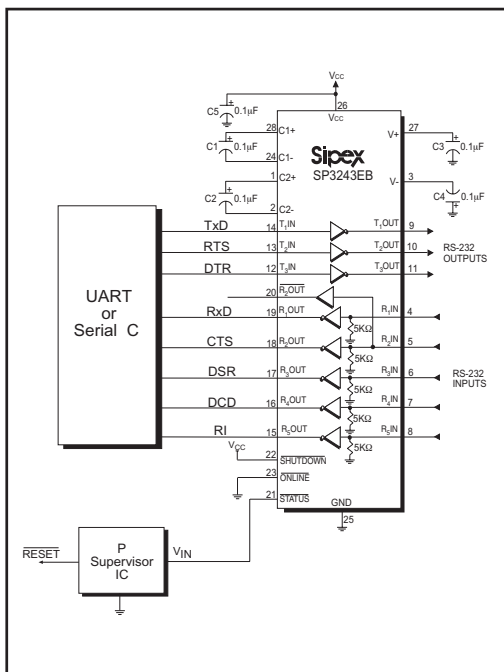 VCC
26
VCC
C5 + 0.1µF
28 C1+
C1 + 0.1µF
24 C1-
1 C2+
C2 + 0.1µF
2 C2-
Sipex
SP3243EB
V+ 27
C3 + 0.1µF
V- 3
C4 0.1µF +
UART
or
Serial C
TxD 14 T1IN T1OUT 9
RTS 13 T2IN T2OUT 10
DTR 12 T3IN T3OUT 11
RS-232
OUTPUTS
20 R2OUT
RxD 19 R1OUT R1IN 4
5KΩ
CTS 18 R2OUT R2IN 5
5KΩ
DSR 17 R3OUT R3IN 6
5KΩ
DCD 16 R4OUT R4IN 7
5KΩ
RI 15 R5OUT R5IN 8
5KΩ
RS-232
INPUTS
VCC
22 SHUTDOWN
23 ONLINE
21 STATUS
GND
25
RESET
P
Supervisor
IC
VIN